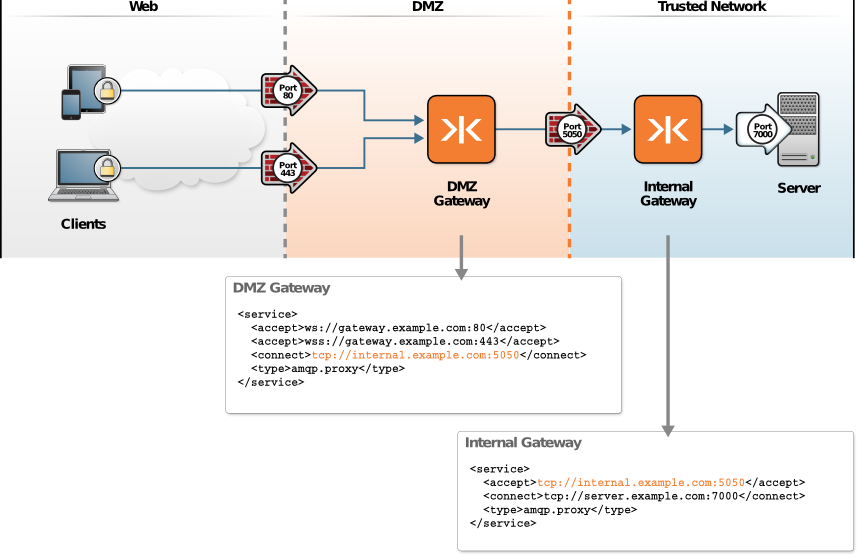 Web
DMZ
Trusted Network
Port
80
Port
443
Port
5050
Port
7000
Clients
DMZ
Gateway
Internal
Gateway
Server
DMZ Gateway
<service>
  <accept>ws://gateway.example.com:80</accept>
  <accept>wss://gateway.example.com:443</accept>
  <connect>tcp://internal.example.com:5050</connect>
  <type>amqp.proxy</type>
</service>
Internal Gateway
<service>
  <accept>tcp://internal.example.com:5050</accept>
  <connect>tcp://server.example.com:7000</connect>
  <type>amqp.proxy</type>
</service>